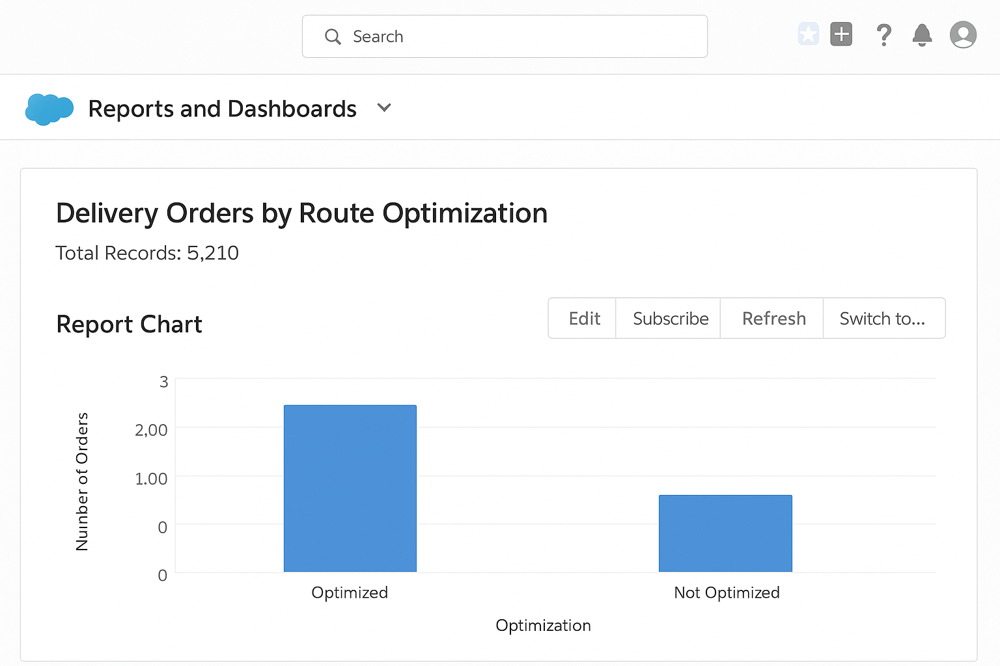 Search
Reports and Dashboards
Delivery Orders by Route Optimization
Total Records: 5,210
Report Chart
Edit
Subscribe
Refresh
Switch to...
Nuınber of Orders
3
2,00
1.00
0
0
Optimized
Not Optimized
Optimization